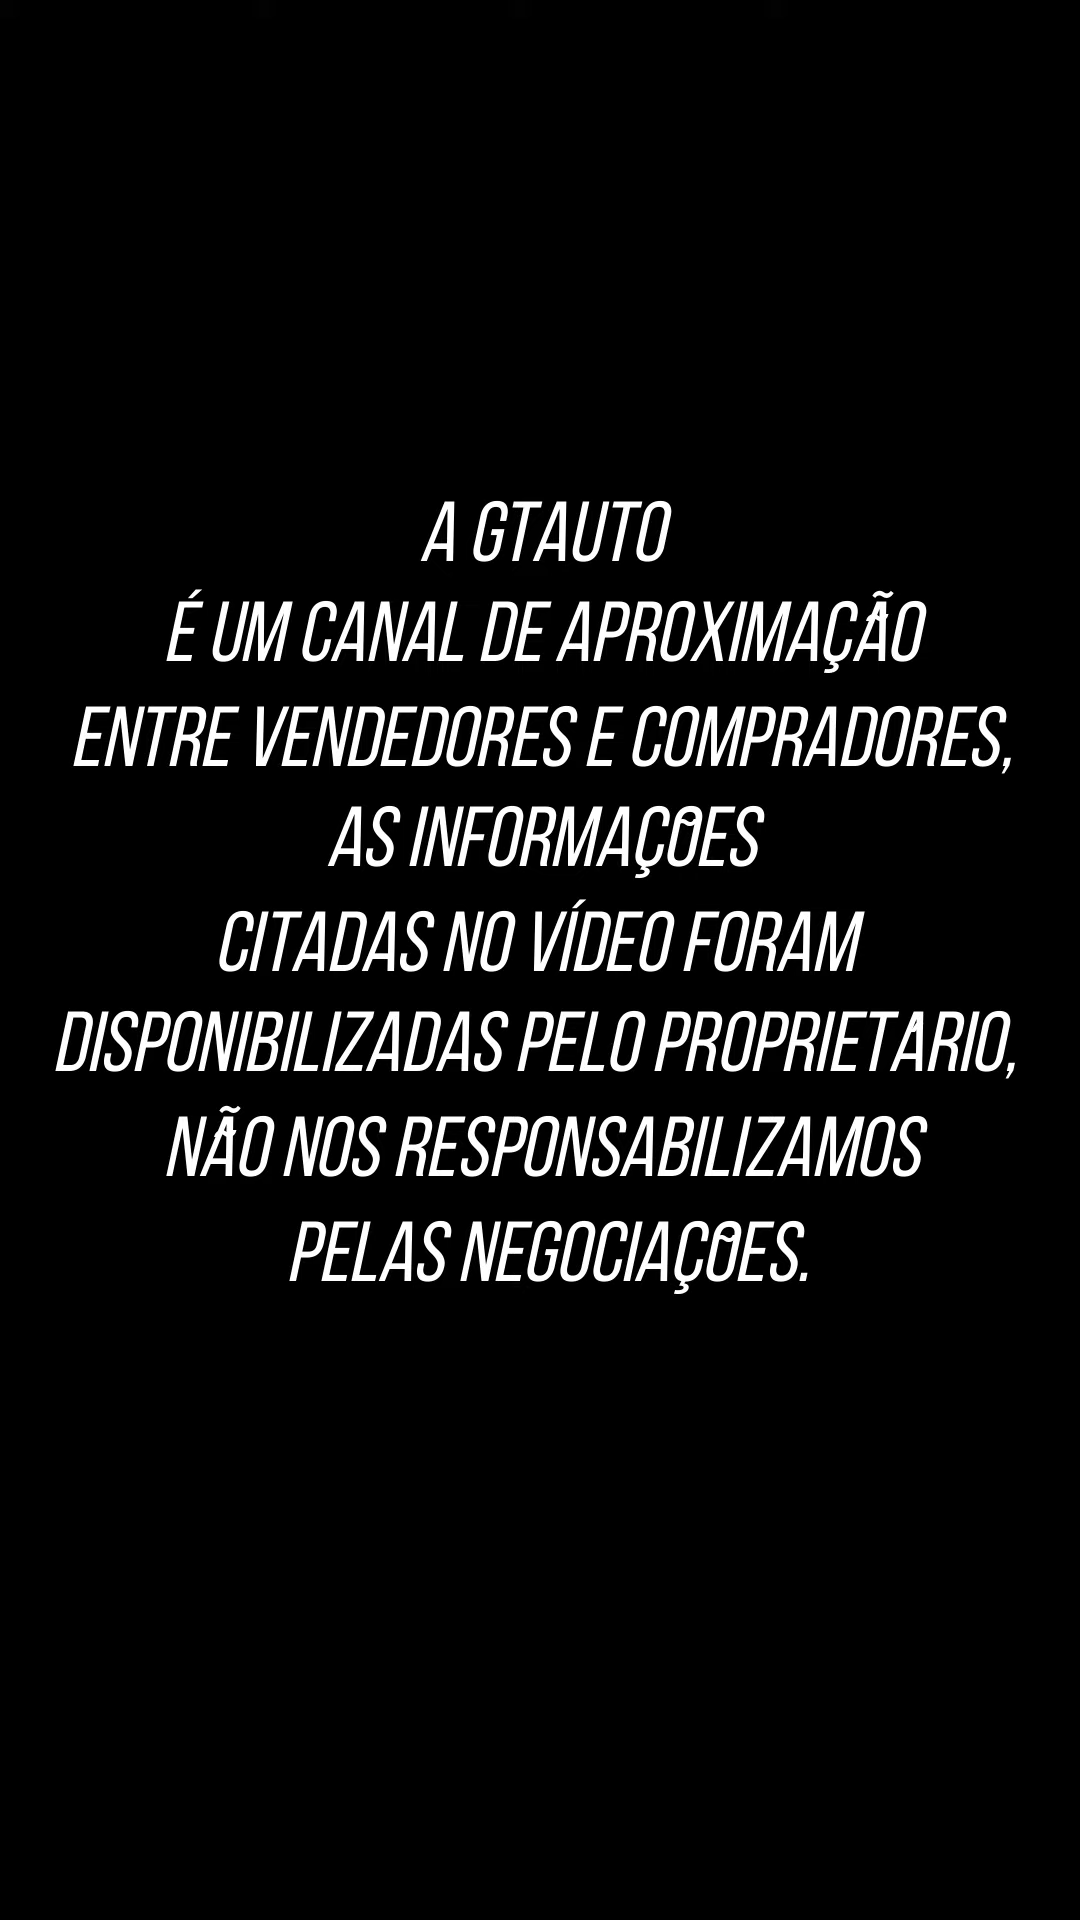 A GTAUTO
É UM CANAL DE APROXIMAÇÃO
ENTRE VENDEDORES E COMPRADORES,
AS INFORMAÇÕES
CITADAS NO VÍDEO FORAM
DISPONIBILIZADAS PELO PROPRIETÁRIO,
NÃO NOS RESPONSABILIZAMOS
PELAS NEGOCIAÇÕES.